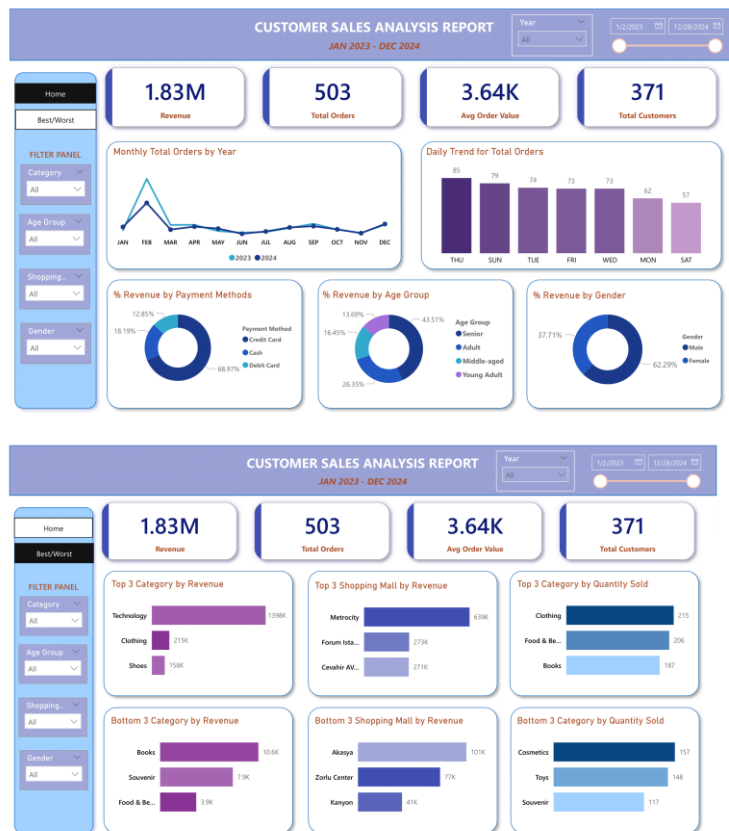 CUSTOMER SALES ANALYSIS REPORT
JAN 2023 - DEC 2024
Year
All
1/2/2023
12/28/2024
Home
Best/Worst
FILTER PANEL
Category
All
Age Group
All
Shopping...
All
Gender
All
1.83M
Revenue
503
Total Orders
3.64K
Avg Order Value
371
Total Customers
Monthly Total Orders by Year
JAN FEB MAR APR MAY JUN JUL AUG SEP OCT NOV DEC
2023 2024
Daily Trend for Total Orders
85 79 74 73 73 62 57
THU SUN TUE FRI WED MON SAT
% Revenue by Payment Methods
12.85%
18.19%
68.97%
Payment Method
Credit Card
Cash
Debit Card
% Revenue by Age Group
13.69%
16.45%
26.35%
43.51%
Age Group
Senior
Adult
Middle-aged
Young Adult
% Revenue by Gender
37.71%
62.29%
Gender
Male
Female
CUSTOMER SALES ANALYSIS REPORT
JAN 2023 - DEC 2024
Year
All
1/2/2023
12/28/2024
Home
Best/Worst
FILTER PANEL
Category
All
Age Group
All
Shopping...
All
Gender
All
1.83M
Revenue
503
Total Orders
3.64K
Avg Order Value
371
Total Customers
Top 3 Category by Revenue
Technology 1398K
Clothing 215K
Shoes 158K
Top 3 Shopping Mall by Revenue
Metrocity 639K
Forum Ista... 273K
Cevahir AV... 271K
Top 3 Category by Quantity Sold
Clothing 215
Food & Be... 206
Books 187
Bottom 3 Category by Revenue
Books 10.6K
Souvenir 7.9K
Food & Be... 3.9K
Bottom 3 Shopping Mall by Revenue
Akasya 101K
Zorlu Center 77K
Kanyon 41K
Bottom 3 Category by Quantity Sold
Cosmetics 157
Toys 148
Souvenir 117